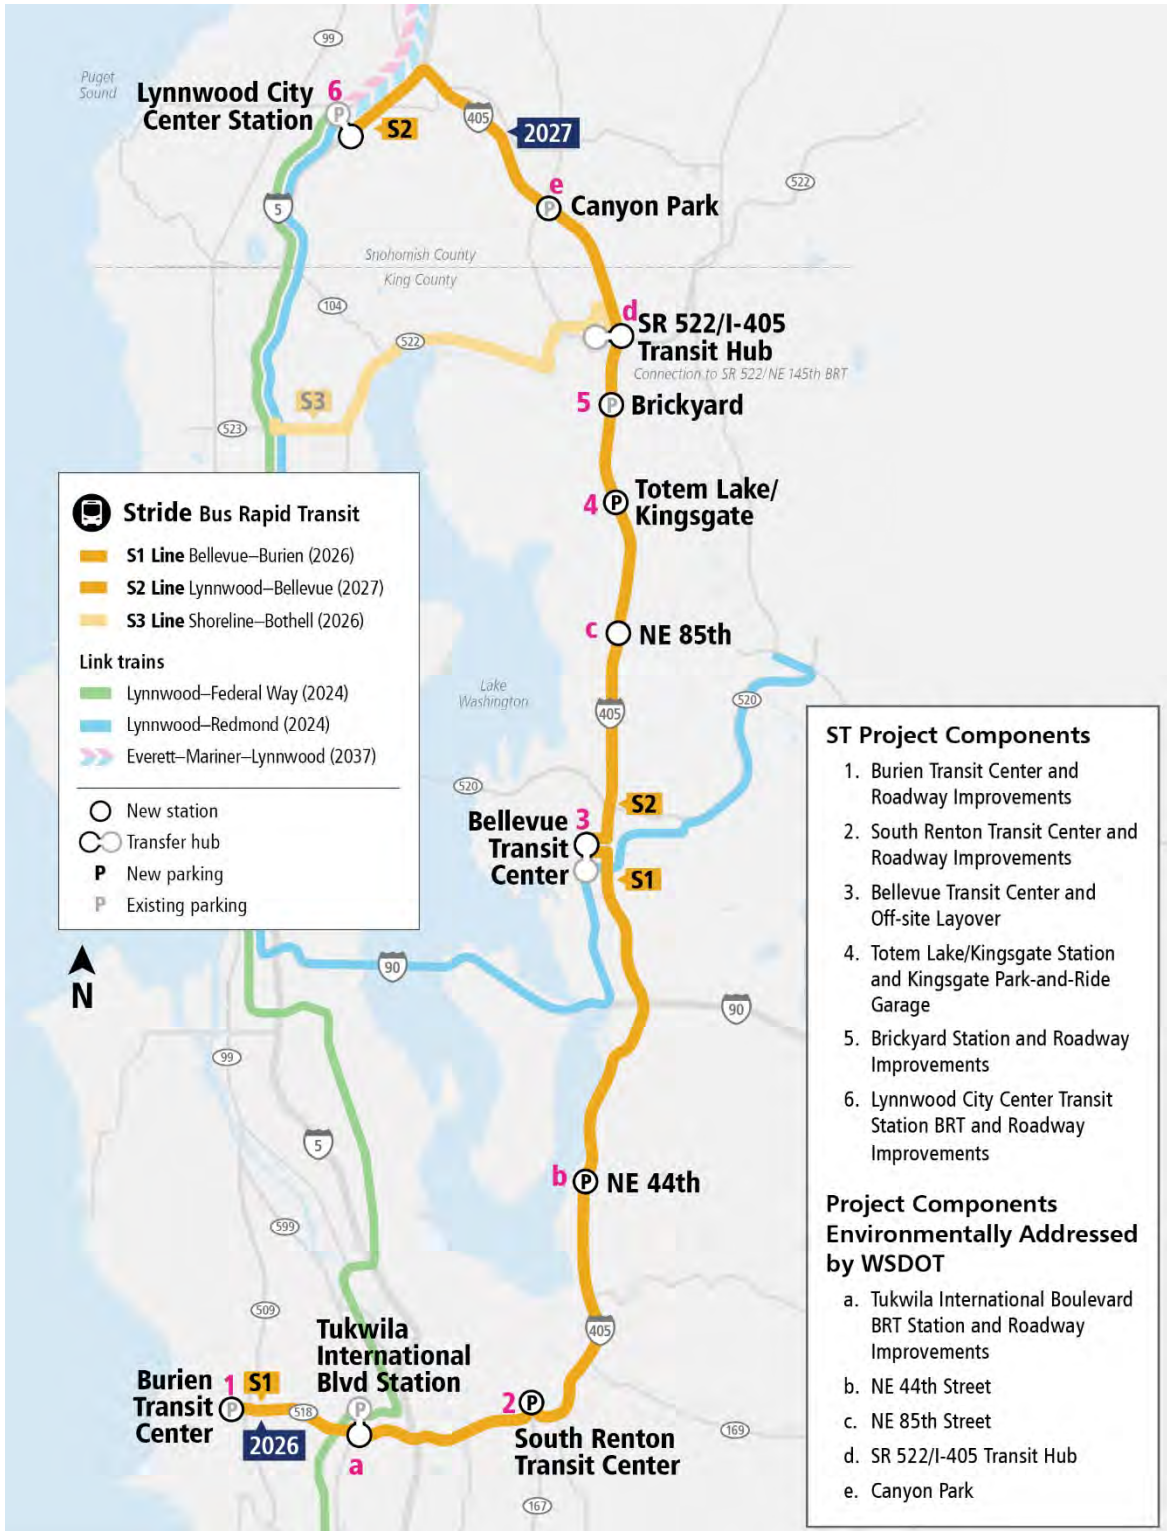 99
Puget
Sound
6
Lynnwood City
Center Station
P
S2
405
2027
522
e
P
Canyon Park
5
Snohomish County
King County
104
d
SR 522/I-405
Transit Hub
Connection to SR 522/NE 145th BRT
522
S3
523
5
P
Brickyard
4
P
Totem Lake/
Kingsgate
c
NE 85th
Lake
Washington
405
520
520
S2
Bellevue
Transit
Center
3
S1
90
90
N
99
5
b
P
NE 44th
599
509
405
Tukwila
International
Blvd Station
P
Burien
Transit
Center
1
S1
P
518
2026
a
2
P
South Renton
Transit Center
169
167
Stride Bus Rapid Transit
S1 Line Bellevue–Burien (2026)
S2 Line Lynnwood–Bellevue (2027)
S3 Line Shoreline–Bothell (2026)
Link trains
Lynnwood–Federal Way (2024)
Lynnwood–Redmond (2024)
Everett–Mariner–Lynnwood (2037)
New station
Transfer hub
P New parking
P Existing parking
ST Project Components
1. Burien Transit Center and
Roadway Improvements
2. South Renton Transit Center and
Roadway Improvements
3. Bellevue Transit Center and
Off-site Layover
4. Totem Lake/Kingsgate Station
and Kingsgate Park-and-Ride
Garage
5. Brickyard Station and Roadway
Improvements
6. Lynnwood City Center Transit
Station BRT and Roadway
Improvements
Project Components
Environmentally Addressed
by WSDOT
a. Tukwila International Boulevard
BRT Station and Roadway
Improvements
b. NE 44th Street
c. NE 85th Street
d. SR 522/I-405 Transit Hub
e. Canyon Park